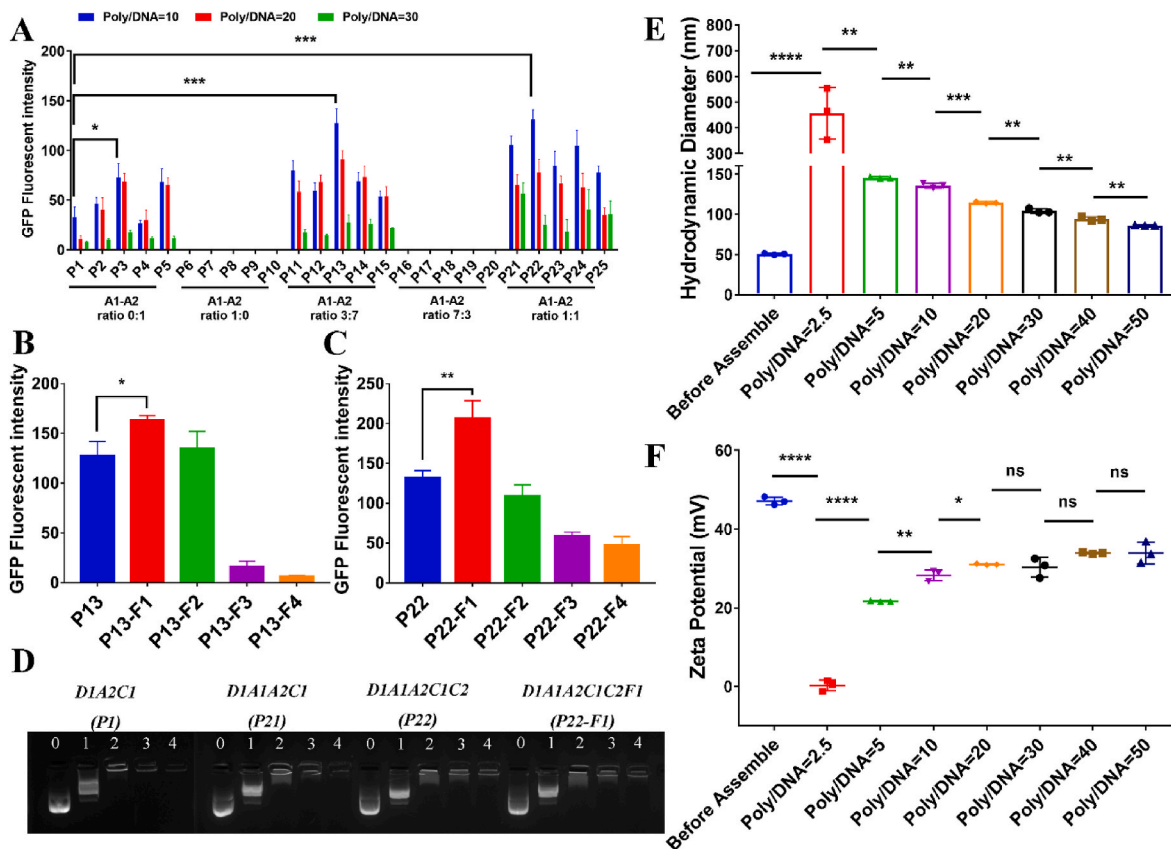 Poly/DNA=10 Poly/DNA=20 Poly/DNA=30
A
GFP Fluorescent intensity
200
150
100
50
0
***
***
*
P1 P2 P3 P4 P5 P6 P7 P8 P9 P10 P11 P12 P13 P14 P15 P16 P17 P18 P19 P20 P21 P22 P23 P24 P25
A1-A2 A1-A2 A1-A2 A1-A2 A1-A2
ratio 0:1 ratio 1:0 ratio 3:7 ratio 7:3 ratio 1:1
B
GFP Fluorescent intensity
200
150
100
50
0
*
P13 P13-F1 P13-F2 P13-F3 P13-F4
C
GFP Fluorescent intensity
250
200
150
100
50
0
**
P22 P22-F1 P22-F2 P22-F3 P22-F4
D
D1A2C1 D1A1A2C1 D1A1A2C1C2 D1A1A2C1C2F1
(P1) (P21) (P22) (P22-F1)
0 1 2 3 4 0 1 2 3 4 0 1 2 3 4 0 1 2 3 4
E
Hydrodynamic Diameter (nm)
800
700
600
500
400
300
150
100
50
0
**** ** ** *** ** ** **
Before Assemble Poly/DNA=2.5 Poly/DNA=5 Poly/DNA=10 Poly/DNA=20 Poly/DNA=30 Poly/DNA=40 Poly/DNA=50
F
Zeta Potential (mV)
60
40
20
0
**** **** ** * ns ns ns
Before Assemble Poly/DNA=2.5 Poly/DNA=5 Poly/DNA=10 Poly/DNA=20 Poly/DNA=30 Poly/DNA=40 Poly/DNA=50